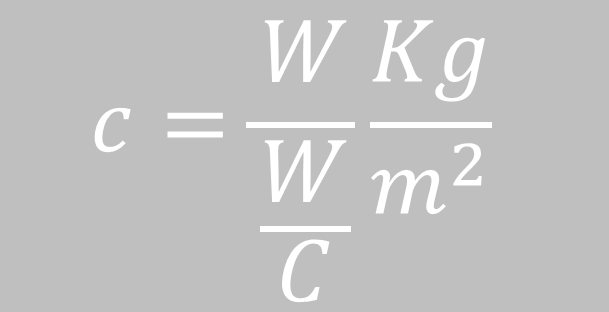 c = W/(W/C) Kg/m²